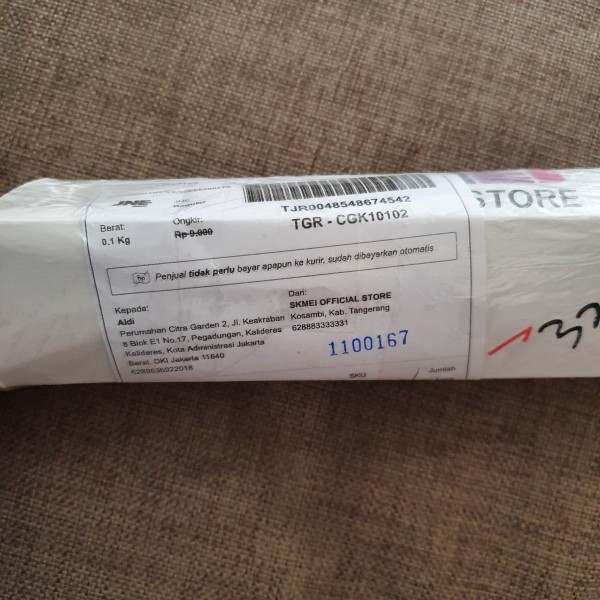 JNE
TJR0048548674542
Berat:
0,1 Kg
Ongkir:
Rp 9.000
TGR - CGK10102
STORE
Penjual tidak perlu bayar apapun ke kurir, sudah dibayarkan otomatis
Kepada:
Aldi
Perumahan Citra Garden 2, Jl. Keakraban
8 Blok E1 No.17, Pegadungan, Kalideres
Kalideres, Kota Administrasi Jakarta
Barat, DKI Jakarta 11840
6289636022018
Dari:
SKMEI OFFICIAL STORE
Kosambi, Kab. Tangerang
628883333331
1100167
SKU
Jumlah